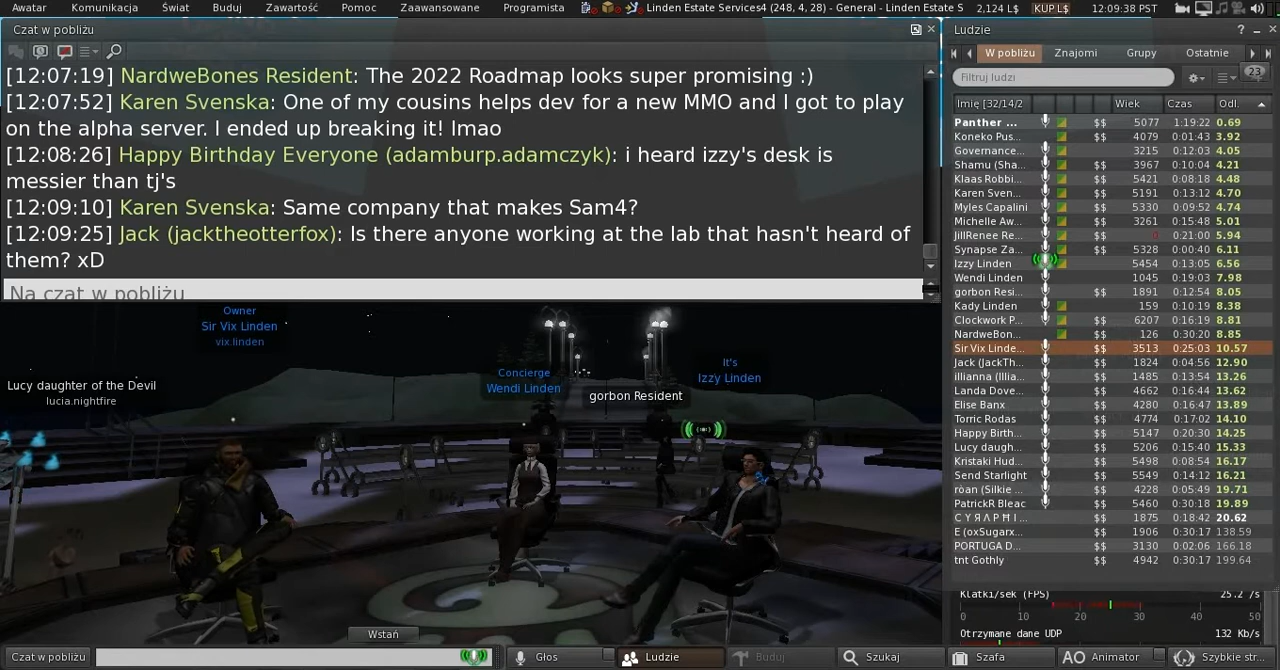 Awatar Komunikacja Świat Buduj Zawartość Pomoc Zaawansowane Programista Linden Estate Services4 (248, 4, 28) - General - Linden Estate S 2,124 L$ KUP L$ 12:09:38 PST
Czat w pobliżu
[12:07:19] NardweBones Resident: The 2022 Roadmap looks super promising :)
[12:07:52] Karen Svenska: One of my cousins helps dev for a new MMO and I got to play
on the alpha server. I ended up breaking it! lmao
[12:08:26] Happy Birthday Everyone (adamburp.adamczyk): i heard izzy's desk is
messier than tj's
[12:09:10] Karen Svenska: Same company that makes Sam4?
[12:09:25] Jack (jacktheotterfox): Is there anyone working at the lab that hasn't heard of
them? xD
Na czat w pobliżu
Owner
Sir Vix Linden
vix.linden
Lucy daughter of the Devil
lucia.nightfire
Concierge
Wendi Linden
gorbon Resident
It's
Izzy Linden
Wstań
Ludzie
W pobliżu Znajomi Grupy Ostatnie
Filtruj ludzi 23
Imię [32/14/2 Wiek Czas Odl.
Panther ... $$ 5077 1:19:22 0.69
Koneko Pus... $$ 4079 0:01:43 3.92
Governance... 3215 0:12:03 4.05
Shamu (Sha... $$ 3967 0:10:04 4.21
Klaas Robbi... $$ 5421 0:08:18 4.48
Karen Sven... $$ 5191 0:13:12 4.70
Myles Capalini $$ 5330 0:09:52 4.74
Michelle Aw... $$ 3261 0:15:48 5.01
JillRenee Re... 0:21:00 5.94
Synapse Za... $$ 5328 0:00:40 6.11
Izzy Linden 5454 0:13:05 6.56
Wendi Linden 1045 0:19:03 7.98
gorbon Resi... $$ 1891 0:12:54 8.05
Kady Linden 159 0:10:19 8.38
Clockwork P... $$ 6207 0:16:19 8.81
NardweBon... $$ 126 0:30:20 8.85
Sir Vix Linde... $$ 3513 0:25:03 10.57
Jack (JackTh... $$ 1824 0:04:56 12.90
illianna (Illia... $$ 1485 0:13:54 13.26
Landa Dove... $$ 4662 0:16:44 13.62
Elise Banx $$ 4280 0:16:47 13.89
Torric Rodas $$ 4774 0:17:02 14.10
Happy Birth... $$ 5147 0:20:30 14.25
Lucy daugh... $$ 5206 0:15:40 15.33
Kristaki Hud... $$ 5498 0:08:54 16.17
Send Starlight $$ 5549 0:14:12 16.21
röan (Silkie ... $$ 4228 0:05:49 19.71
PatrickR Bleac $$ 5460 0:30:18 19.89
C Y Я Λ P Ħ I ... $$ 1875 0:18:42 20.62
E (oxSugarx... $$ 1906 0:30:17 138.59
PORTUGA D... $$ 3130 0:02:06 166.18
tnt Gothly $$ 4942 0:30:17 199.64
Klatki/sek (FPS) 25.2 /s
0 10 20 30 40 50
Otrzymane dane UDP 132 Kb/s
Czat w pobliżu Głos Ludzie Buduj Szukaj Szafa AO Animator Szybkie str...